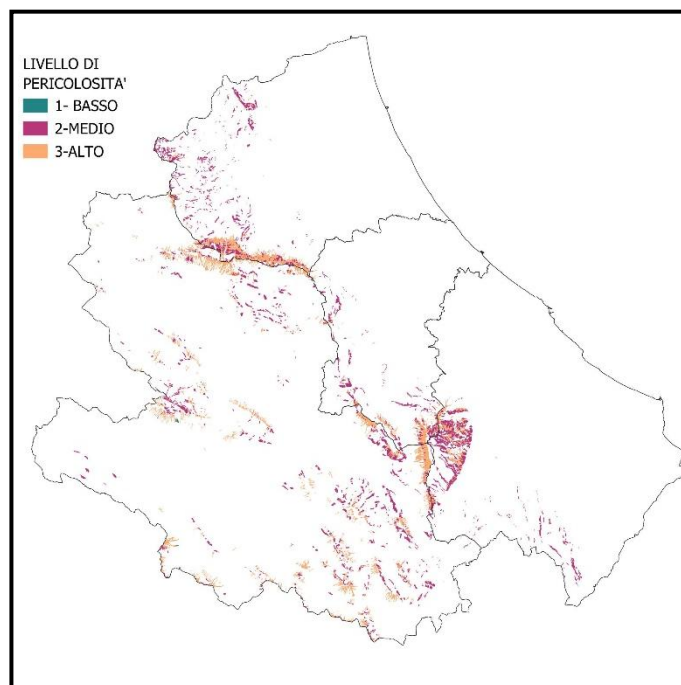 LIVELLO DI
PERICOLOSITA'
1- BASSO
2-MEDIO
3-ALTO